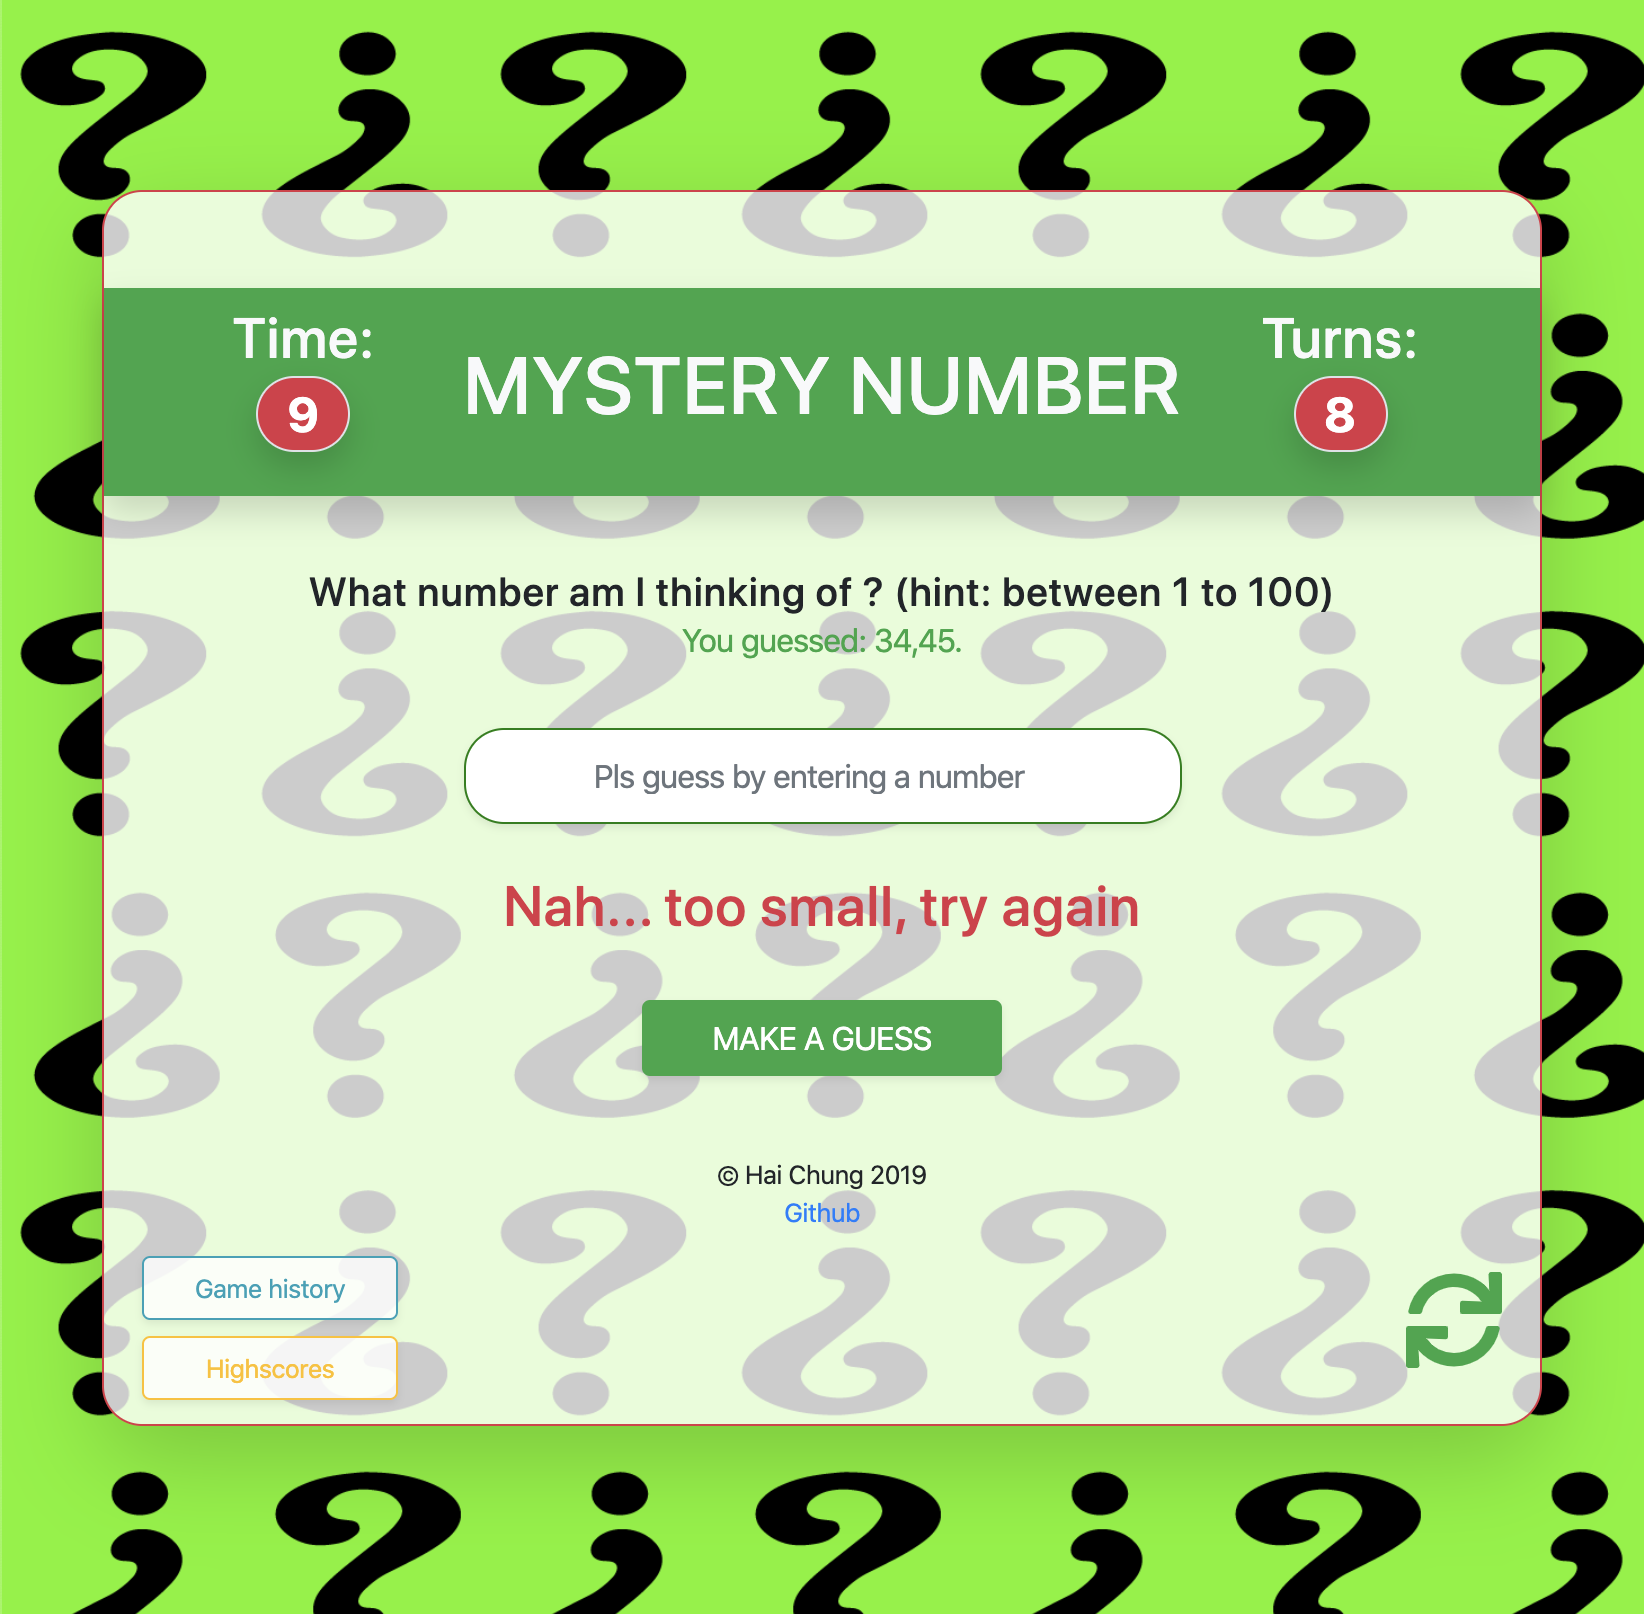 Time:
9
MYSTERY NUMBER
Turns:
8
What number am I thinking of ? (hint: between 1 to 100)
You guessed: 34,45.
Pls guess by entering a number
Nah... too small, try again
MAKE A GUESS
© Hai Chung 2019
Github
Game history
Highscores